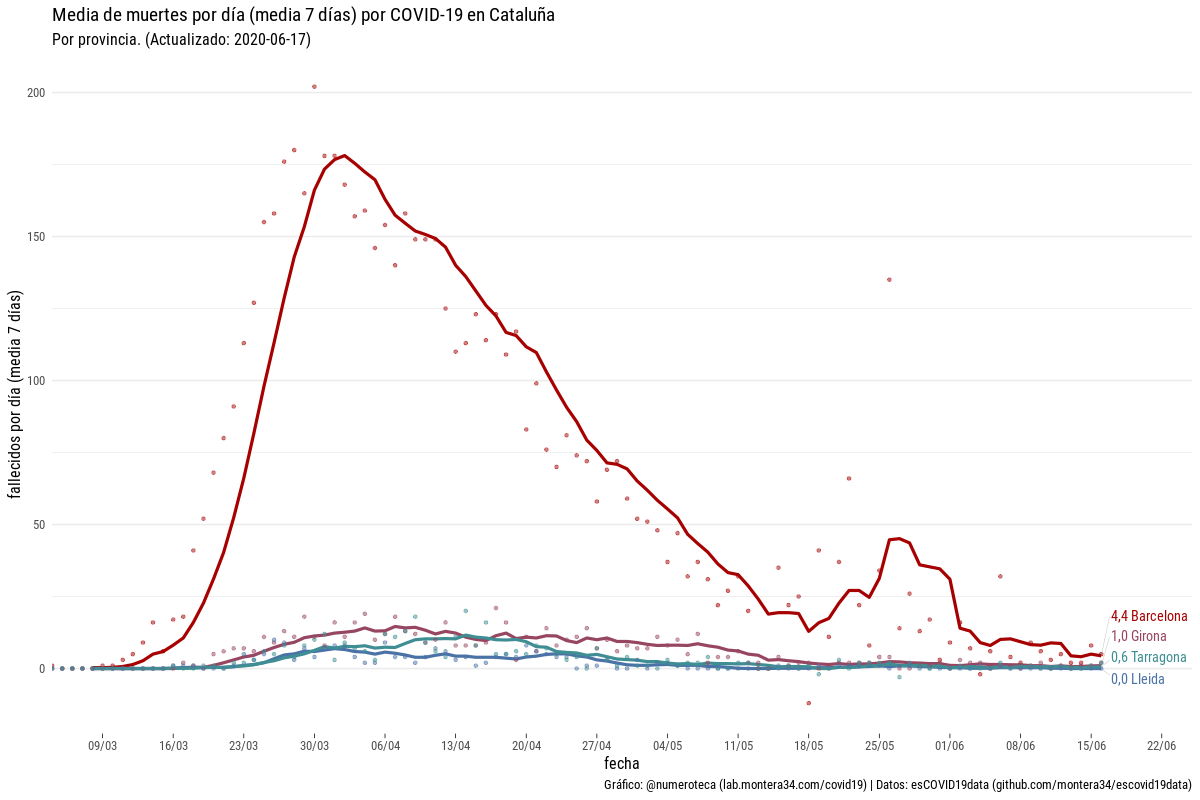 Media de muertes por día (media 7 días) por COVID-19 en Cataluña
Por provincia. (Actualizado: 2020-06-17)
fallecidos por día (media 7 días)
200
150
100
50
0
4,4 Barcelona
1,0 Girona
0,6 Tarragona
0,0 Lleida
09/03 16/03 23/03 30/03 06/04 13/04 20/04 27/04 04/05 11/05 18/05 25/05 01/06 08/06 15/06 22/06
fecha
Gráfico: @numeroteca (lab.montera34.com/covid19) | Datos: esCOVID19data (github.com/montera34/escovid19data)